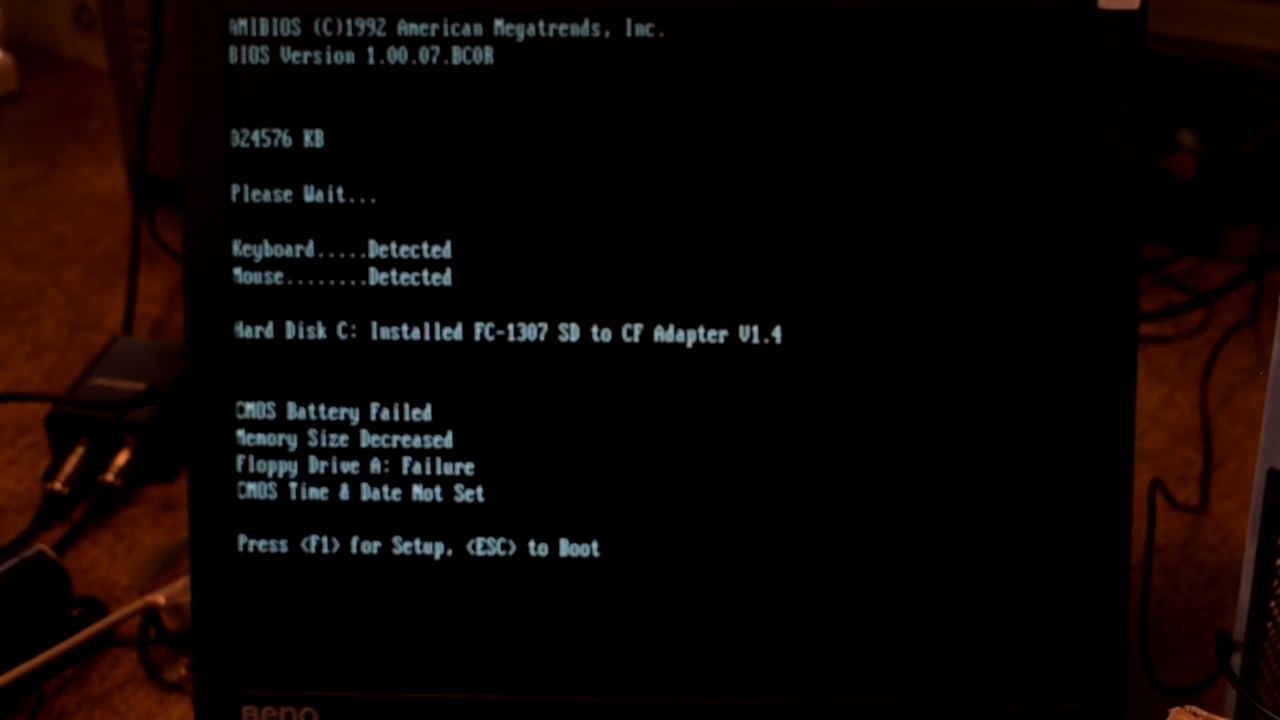 AMIBIOS (C)1992 American Megatrends, Inc.
BIOS Version 1.00.07.BC0R
024576 KB
Please Wait...
Keyboard.....Detected
Mouse........Detected
Hard Disk C: Installed FC-1307 SD to CF Adapter V1.4
CMOS Battery Failed
Memory Size Decreased
Floppy Drive A: Failure
CMOS Time & Date Not Set
Press <F1> for Setup, <ESC> to Boot
BenQ